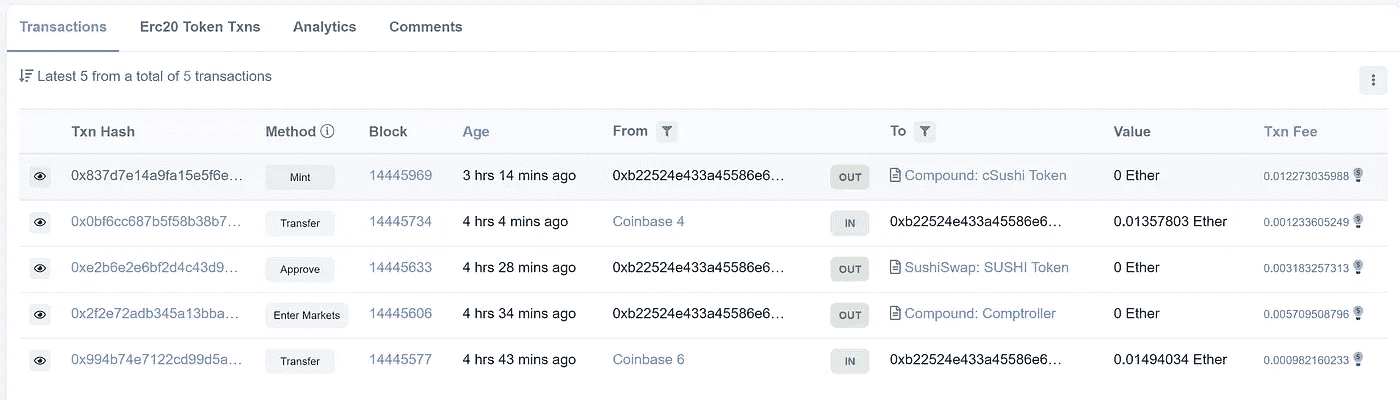 Transactions Erc20 Token Txns Analytics Comments
Latest 5 from a total of 5 transactions
Txn Hash Method Block Age From To Value Txn Fee
0x837d7e14a9fa15e5f6e... Mint 14445969 3 hrs 14 mins ago 0xb22524e433a45586e6... OUT Compound: cSushi Token 0 Ether 0.012273035988
0x0bf6cc687b5f58b38b7... Transfer 14445734 4 hrs 4 mins ago Coinbase 4 IN 0xb22524e433a45586e6... 0.01357803 Ether 0.001233605249
0xe2b6e2e6bf2d4c43d9... Approve 14445633 4 hrs 28 mins ago 0xb22524e433a45586e6... OUT SushiSwap: SUSHI Token 0 Ether 0.003183257313
0x2f2e72adb345a13bba... Enter Markets 14445606 4 hrs 34 mins ago 0xb22524e433a45586e6... OUT Compound: Comptroller 0 Ether 0.005709508796
0x994b74e7122cd99d5a... Transfer 14445577 4 hrs 43 mins ago Coinbase 6 IN 0xb22524e433a45586e6... 0.01494034 Ether 0.000982160233